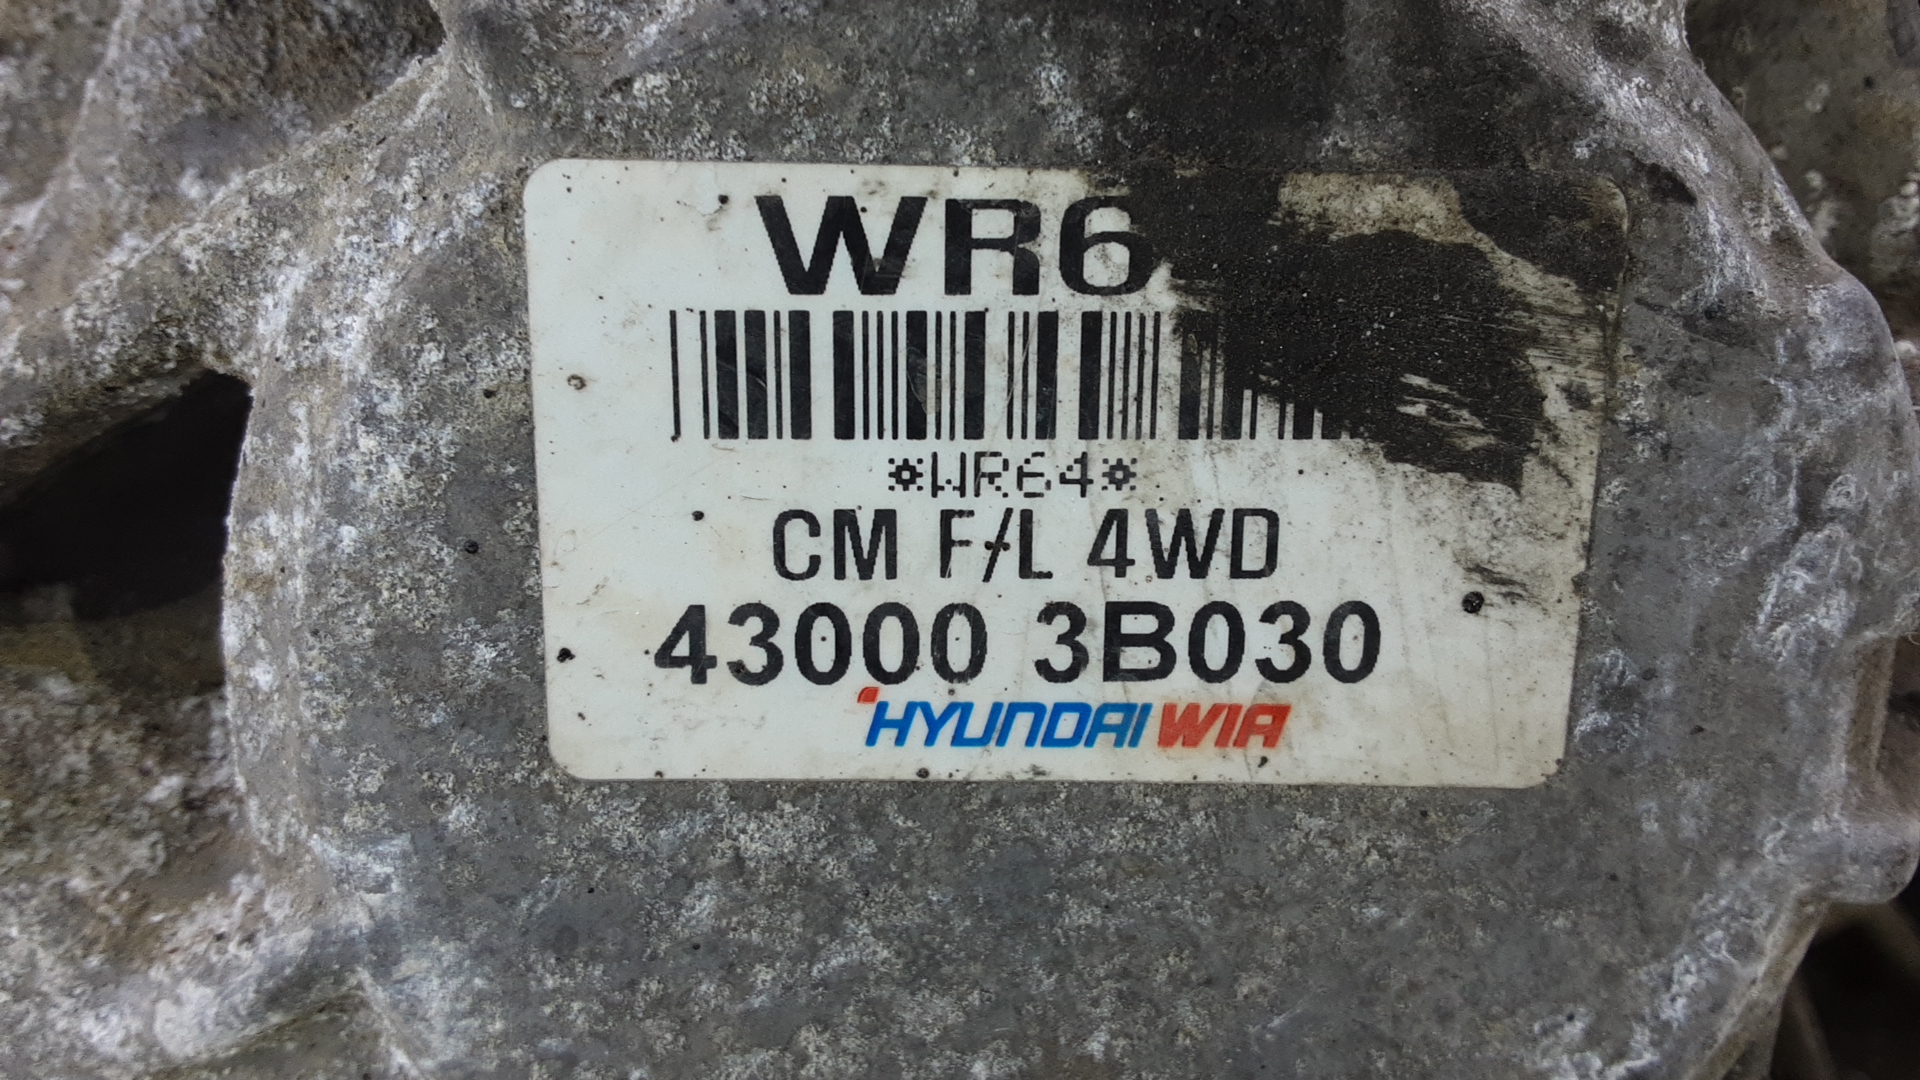 WR6
*WR64*
CM F/L 4WD
43000 3B030
HYUNDAI WIA